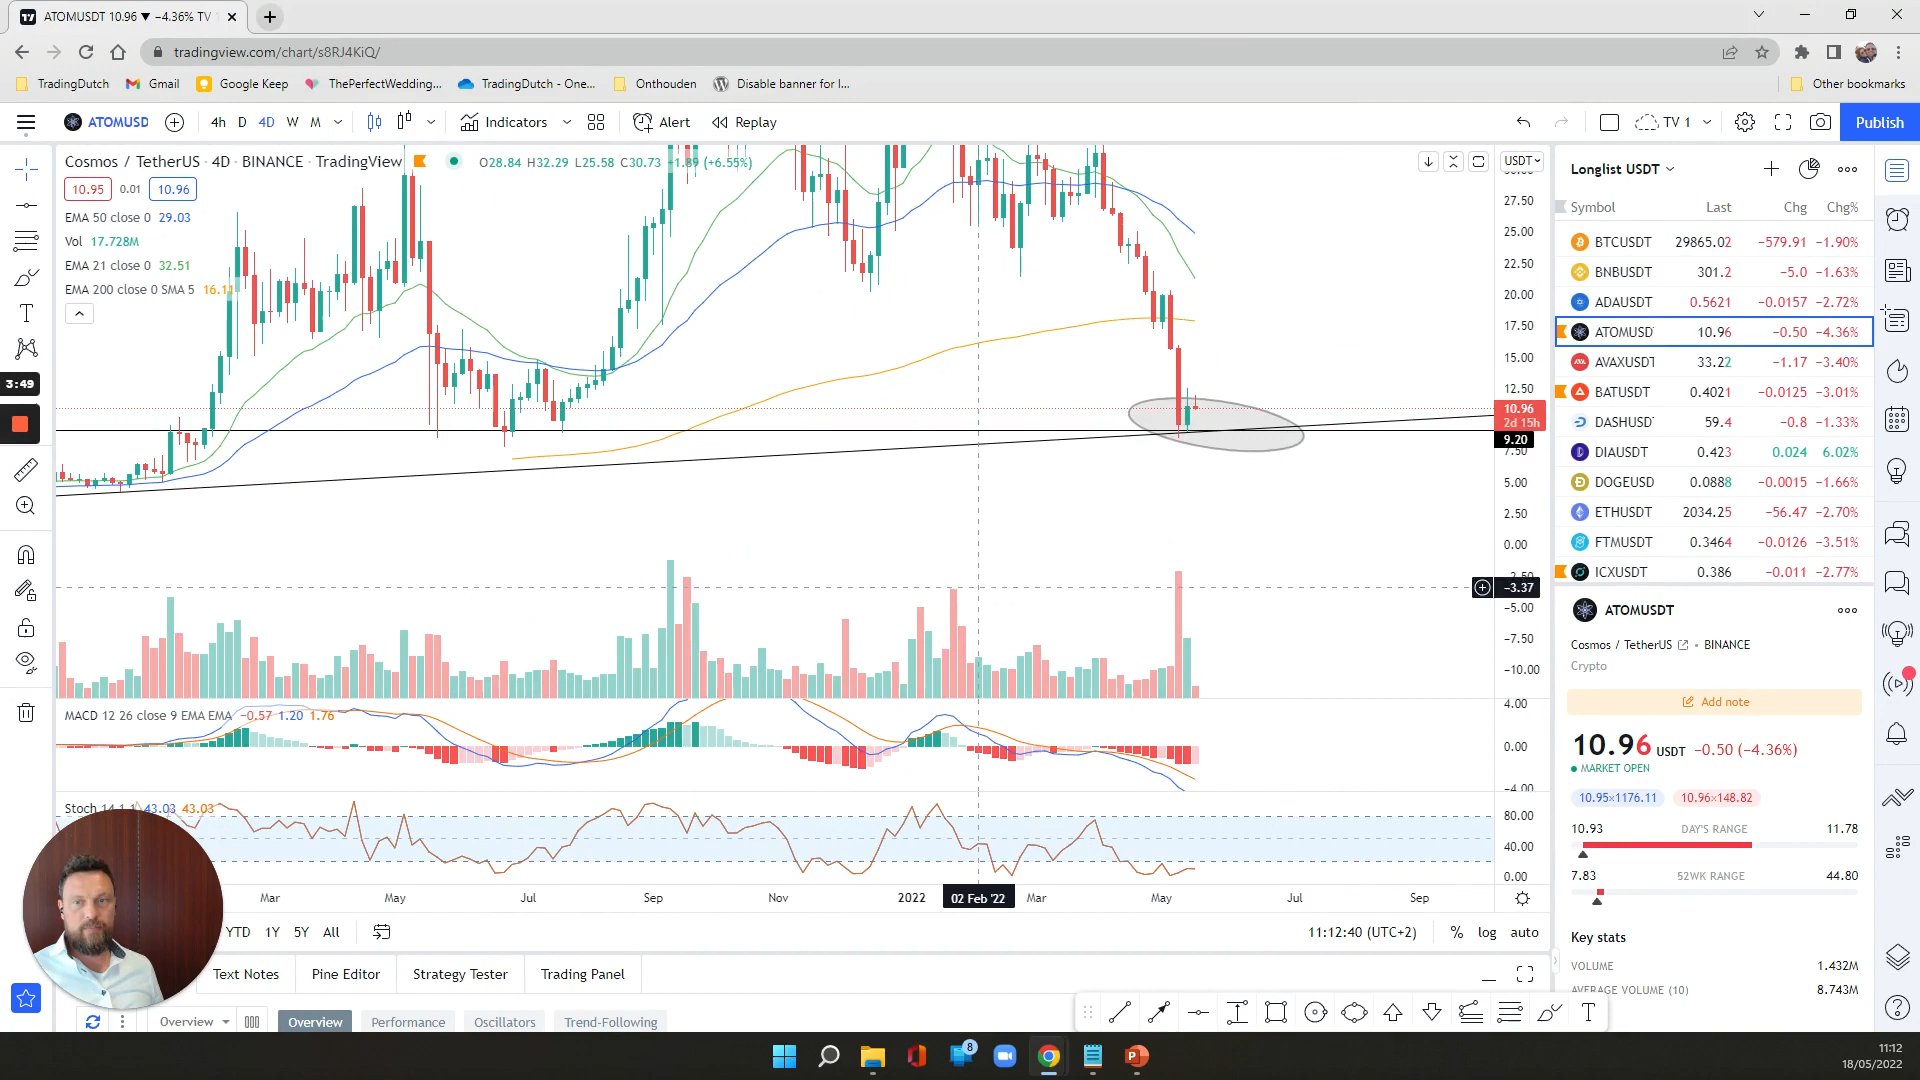 ATOMUSDT 10.96 ▼ −4.36% TV
tradingview.com/chart/s8RJ4KiQ/
TradingDutch
Gmail
Google Keep
ThePerfectWedding...
TradingDutch - One...
Onthouden
Disable banner for l...
Other bookmarks
ATOMUSD
4h
D
4D
W
M
Indicators
Alert
Replay
TV 1
Publish
Cosmos / TetherUS · 4D · BINANCE · TradingView
O28.84 H32.29 L25.58 C30.73 +1.89 (+6.55%)
10.95
0.01
10.96
EMA 50 close 0 29.03
Vol 17.728M
EMA 21 close 0 32.51
EMA 200 close 0 SMA 5 16.11
3:49
USDT
27.50
25.00
22.50
20.00
17.50
15.00
12.50
10.96
2d 15h
9.20
7.50
5.00
2.50
0.00
−3.37
−5.00
−7.50
−10.00
MACD 12 26 close 9 EMA EMA −0.57 1.20 1.76
4.00
0.00
−4.00
Stoch 14 1 1 43.03 43.03
80.00
40.00
0.00
Mar
May
Jul
Sep
Nov
2022
02 Feb '22
Mar
May
Jul
Sep
YTD
1Y
5Y
All
11:12:40 (UTC+2)
%
log
auto
Text Notes
Pine Editor
Strategy Tester
Trading Panel
Overview
Overview
Performance
Oscillators
Trend-Following
Longlist USDT
Symbol Last Chg Chg%
BTCUSDT 29865.02 −579.91 −1.90%
BNBUSDT 301.2 −5.0 −1.63%
ADAUSDT 0.5621 −0.0157 −2.72%
ATOMUSD 10.96 −0.50 −4.36%
AVAXUSDT 33.22 −1.17 −3.40%
BATUSDT 0.4021 −0.0125 −3.01%
DASHUSD 59.4 −0.8 −1.33%
DIAUSDT 0.423 0.024 6.02%
DOGEUSD 0.0888 −0.0015 −1.66%
ETHUSDT 2034.25 −56.47 −2.70%
FTMUSDT 0.3464 −0.0126 −3.51%
ICXUSDT 0.386 −0.011 −2.77%
ATOMUSDT
Cosmos / TetherUS • BINANCE
Crypto
Add note
10.96 USDT −0.50 (−4.36%)
MARKET OPEN
10.95×1176.11
10.96×148.82
10.93 DAY'S RANGE 11.78
7.83 52WK RANGE 44.80
Key stats
VOLUME 1.432M
AVERAGE VOLUME (10) 8.743M
8
11:12
18/05/2022